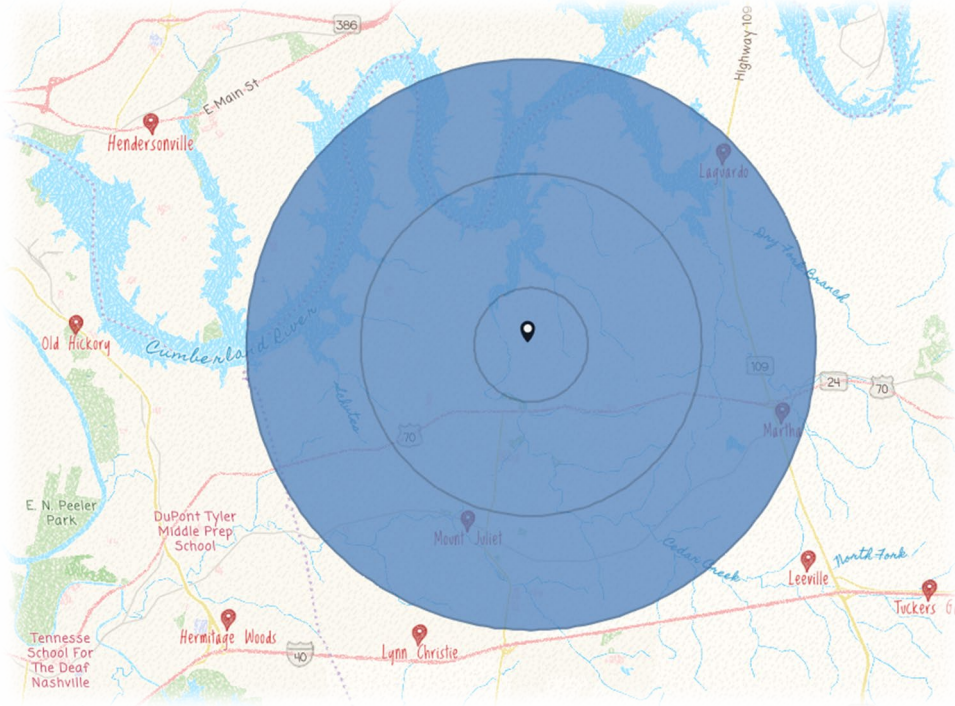 386
Highway 109
E Main St
Hendersonville
Laguardo
Dry Fork Branch
Cumberland River
Old Hickory
109
24
70
Martha
70
E. N. Peeler
Park
DuPont Tyler
Middle Prep
School
Mount Juliet
Cedar Creek
North Fork
Leeville
Tuckers G
Hermitage Woods
Lynn Christie
40
Tennesse
School For
The Deaf
Nashville